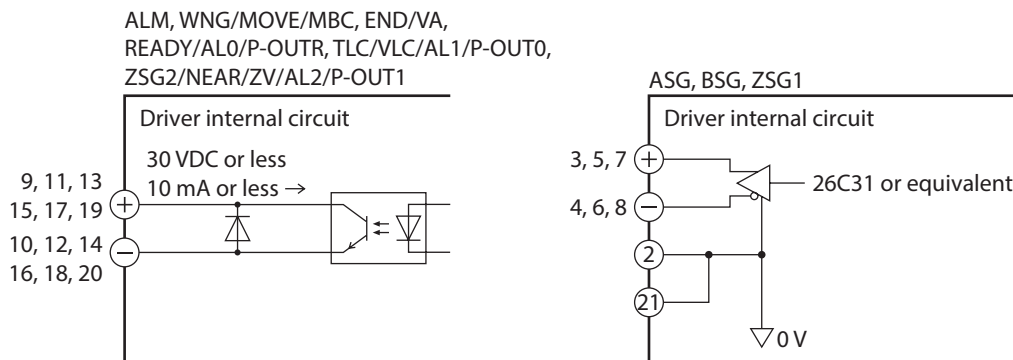 ALM, WNG/MOVE/MBC, END/VA,
READY/AL0/P-OUTR, TLC/VLC/AL1/P-OUT0,
ZSG2/NEAR/ZV/AL2/P-OUT1
Driver internal circuit
30 VDC or less
10 mA or less →
9, 11, 13
15, 17, 19
+
10, 12, 14
16, 18, 20
−
ASG, BSG, ZSG1
Driver internal circuit
3, 5, 7 +
26C31 or equivalent
4, 6, 8 −
2
21
0 V